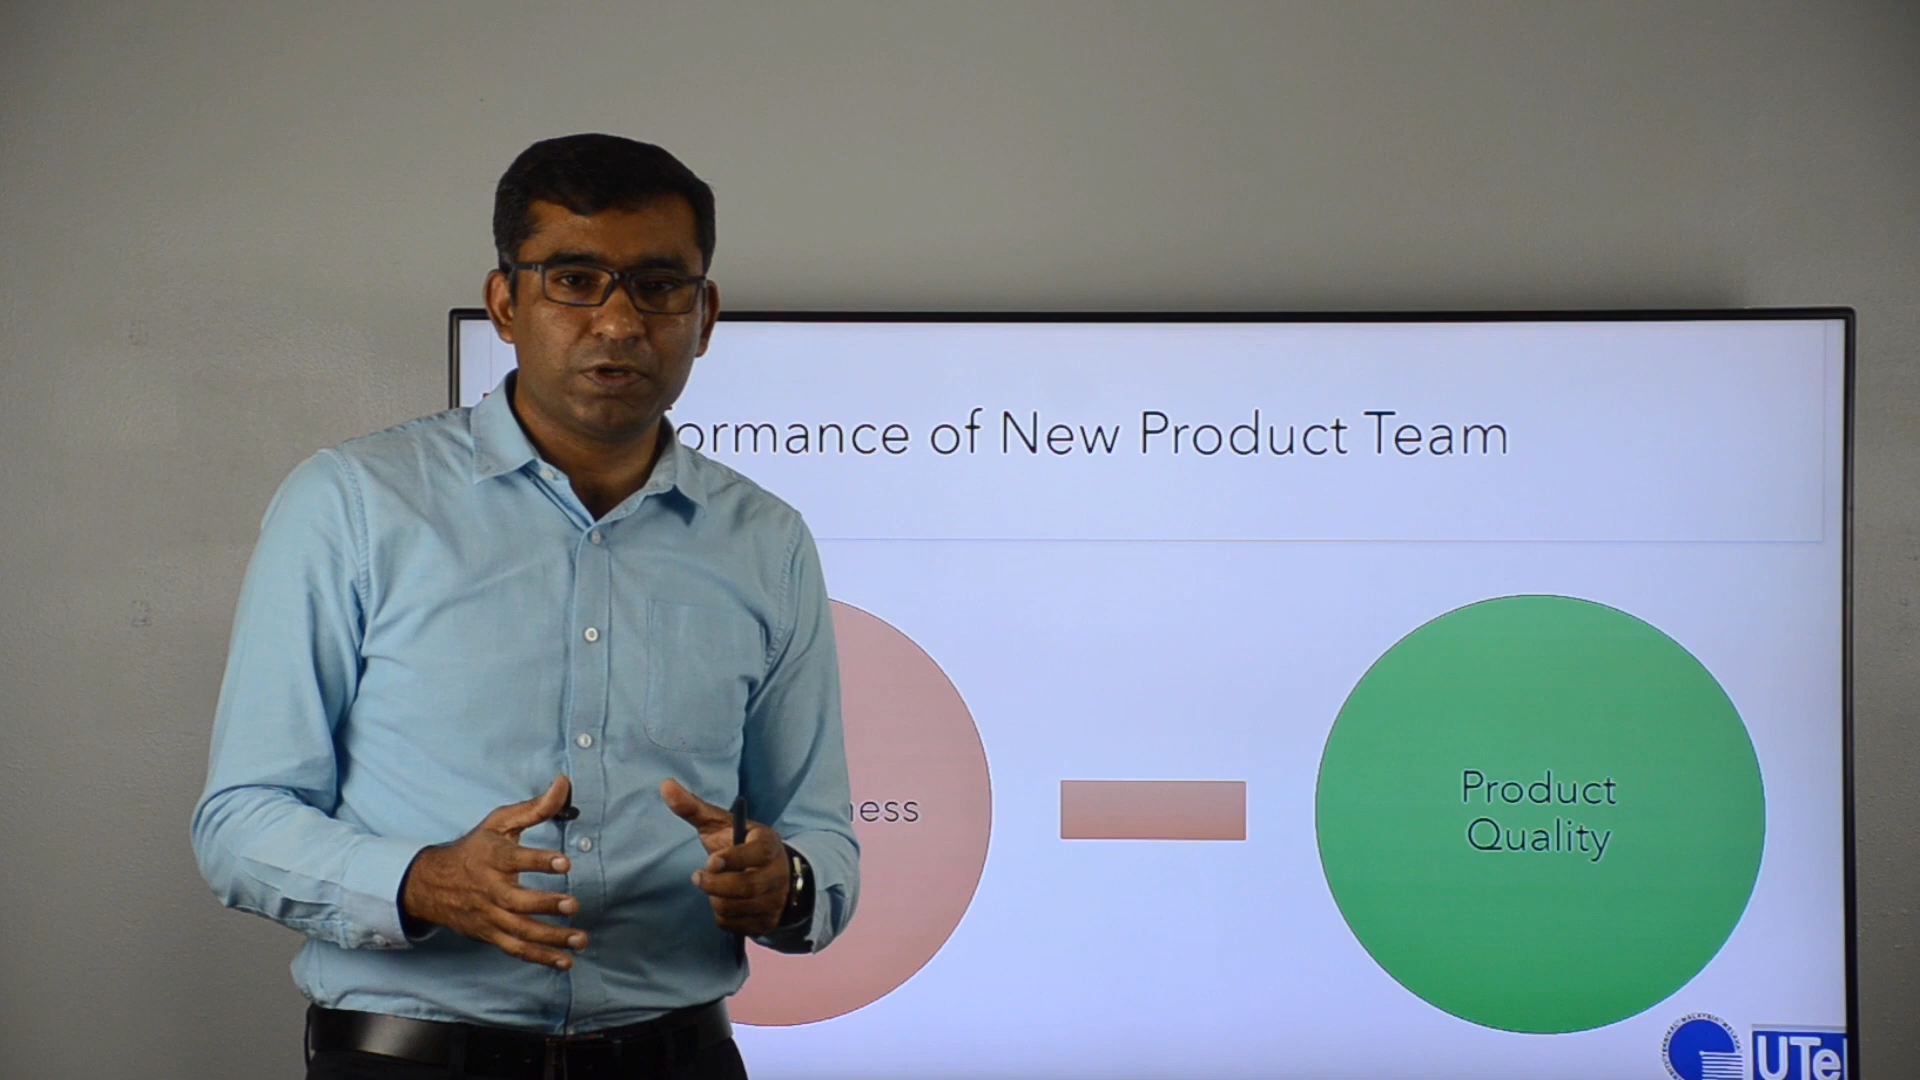 ormance of New Product Team
ness
Product
Quality
UTe